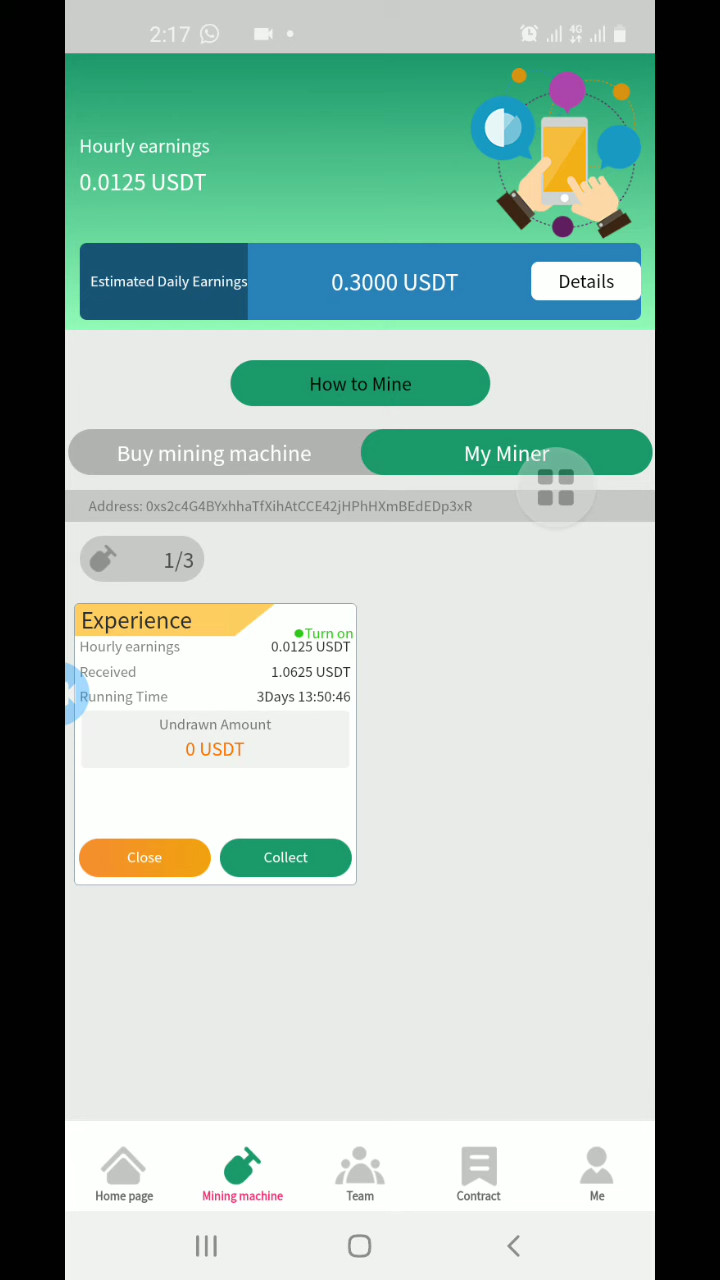 2:17
4G
Hourly earnings
0.0125 USDT
Estimated Daily Earnings 0.3000 USDT Details
How to Mine
Buy mining machine My Miner
Address: 0xs2c4G4BYxhhaTfXihAtCCE42jHPhHXmBEdEDp3xR
1/3
Experience
Turn on
Hourly earnings 0.0125 USDT
Received 1.0625 USDT
Running Time 3Days 13:50:46
Undrawn Amount
0 USDT
Close Collect
Home page Mining machine Team Contract Me